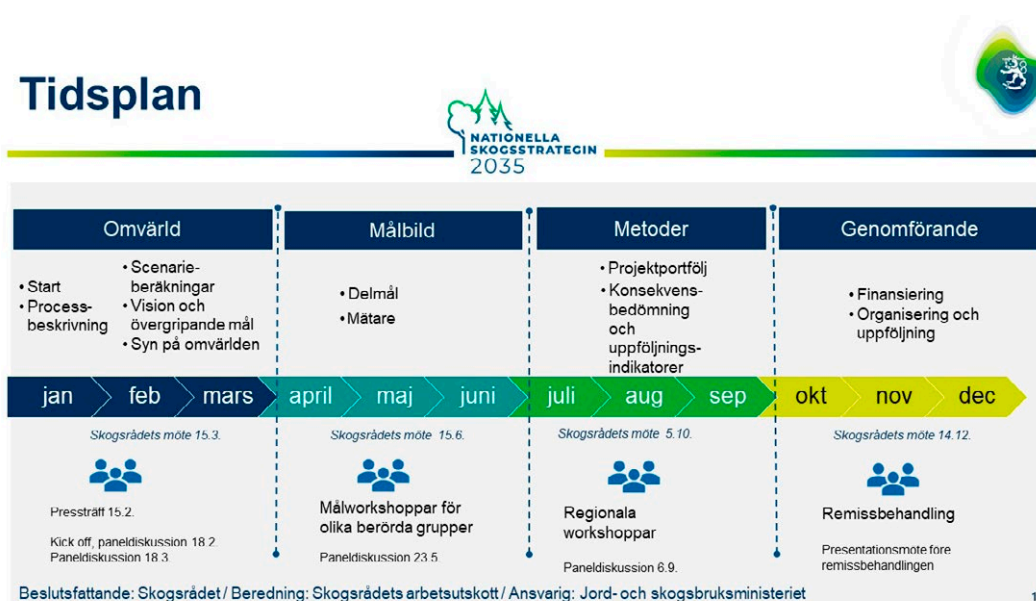 Tidsplan
NATIONELLA
SKOGSSTRATEGIN
2035
Omvärld
• Start
• Process-
beskrivning
• Scenarie-
beräkningar
• Vision och
övergripande mål
• Syn på omvärlden
Målbild
• Delmål
• Mätare
Metoder
• Projektportfölj
• Konsekvens-
bedömning
och
uppföljnings-
indikatorer
Genomförande
• Finansiering
• Organisering och
uppföljning
jan feb mars april maj juni juli aug sep okt nov dec
Skogsrådets möte 15.3.
Pressträff 15.2.
Kick off, paneldiskussion 18.2.
Paneldiskussion 18.3.
Skogsrådets möte 15.6.
Målworkshoppar för
olika berörda grupper
Paneldiskussion 23.5.
Skogsrådets möte 5.10.
Regionala
workshoppar
Paneldiskussion 6.9.
Skogsrådets möte 14.12.
Remissbehandling
Presentationsmote fore
remissbehandlingen
Beslutsfattande: Skogsrådet / Beredning: Skogsrådets arbetsutskott / Ansvarig: Jord- och skogsbruksministeriet